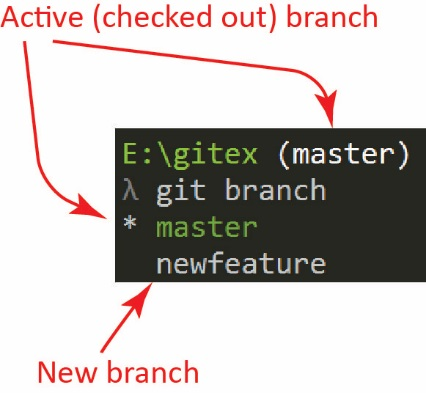 Active (checked out) branch
E:\gitex (master)
λ git branch
* master
newfeature
New branch